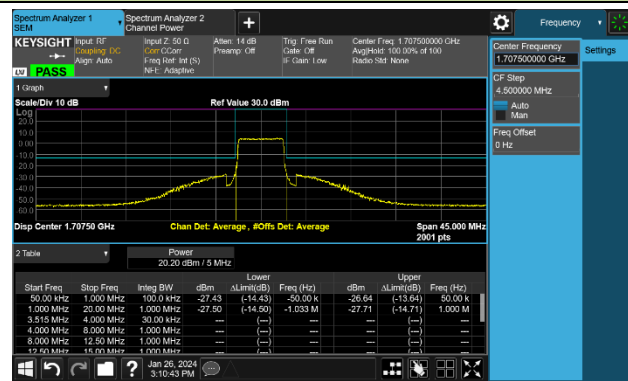 Spectrum Analyzer 1
SEM
Spectrum Analyzer 2
Channel Power
Frequency
KEYSIGHT
Input: RF
Coupling: DC
Align: Auto
Input Z: 50 Ω
Corr CCorr
Freq Ref: Int (S)
NFE: Adaptive
Atten: 14 dB
Preamp: Off
Trig: Free Run
Gate: Off
IF Gain: Low
Center Freq: 1.707500000 GHz
Avg|Hold: 100.00% of 100
Radio Std: None
LW PASS
Center Frequency
1.707500000 GHz
Settings
CF Step
4.500000 MHz
Auto
Man
Freq Offset
0 Hz
1 Graph
Scale/Div 10 dB
Ref Value 30.0 dBm
Log
20.0
10.0
0.00
-10.0
-20.0
-30.0
-40.0
-50.0
-60.0
Disp Center 1.70750 GHz
Chan Det: Average , #Offs Det: Average
Span 45.000 MHz
2001 pts
2 Table
Power
20.20 dBm / 5 MHz
Lower Upper
Start Freq Stop Freq Integ BW dBm ΔLimit(dB) Freq (Hz) dBm ΔLimit(dB) Freq (Hz)
50.00 kHz 1.000 MHz 100.0 kHz -27.43 (-14.43) -50.00 k -26.64 (-13.64) 50.00 k
1.000 MHz 20.00 MHz 1.000 MHz -27.50 (-14.50) -1.033 M -27.71 (-14.71) 1.000 M
3.515 MHz 4.000 MHz 30.00 kHz --- (---) --- --- (---) ---
4.000 MHz 8.000 MHz 1.000 MHz --- (---) --- --- (---) ---
8.000 MHz 12.50 MHz 1.000 MHz --- (---) --- --- (---) ---
12.50 MHz 15.00 MHz 1.000 MHz --- (---) --- --- (---) ---
Jan 26, 2024
3:10:43 PM